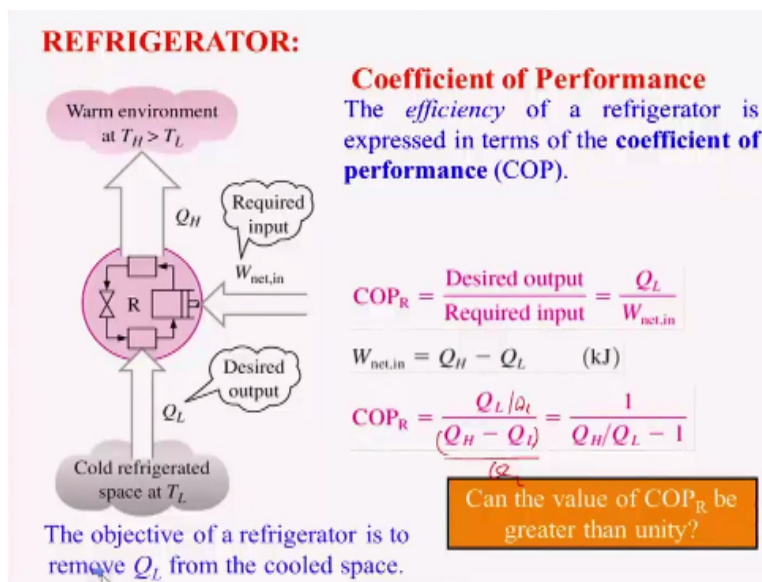 REFRIGERATOR:
Warm environment
at T_H > T_L
Q_H
Required
input
W_net,in
R
Desired
output
Q_L
Cold refrigerated
space at T_L
The objective of a refrigerator is to
remove Q_L from the cooled space.
Coefficient of Performance
The efficiency of a refrigerator is
expressed in terms of the coefficient of
performance (COP).
COP_R = Desired output / Required input = Q_L / W_net,in
W_net,in = Q_H − Q_L (kJ)
COP_R = Q_L/Q_L / (Q_H − Q_L) = 1 / Q_H/Q_L − 1
Can the value of COP_R be
greater than unity?